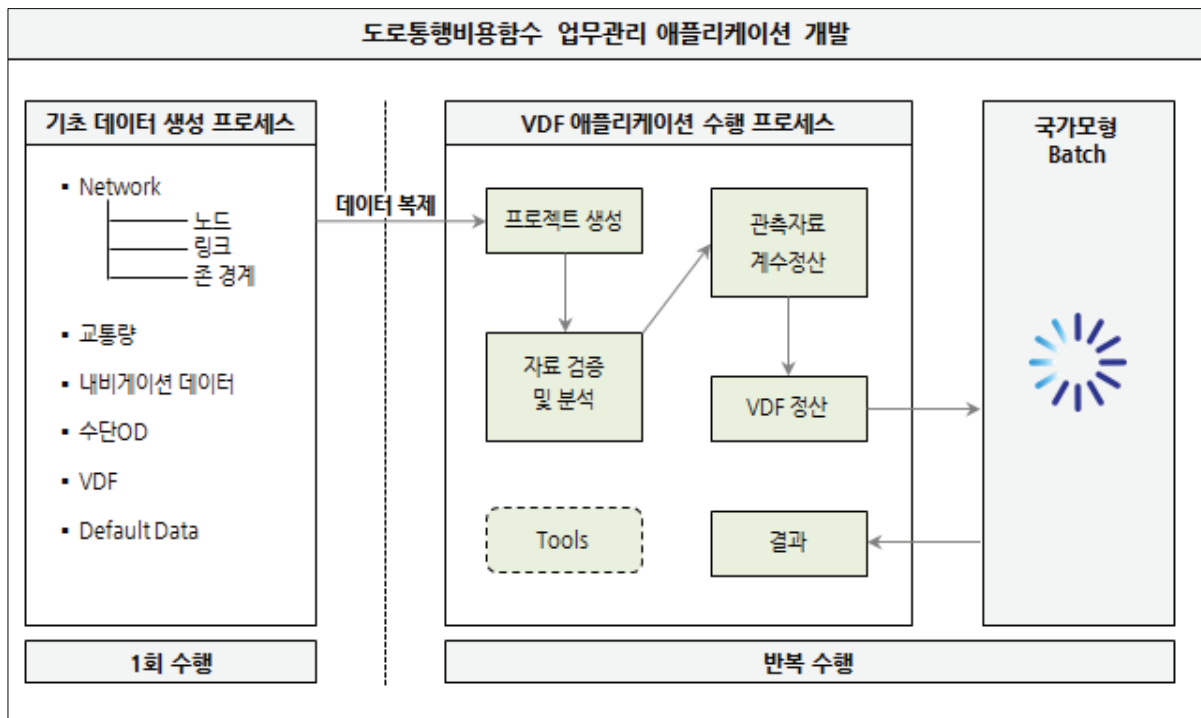 도로통행비용함수 업무관리 애플리케이션 개발
기초 데이터 생성 프로세스
▪ Network
노드
링크
존 경계
▪ 교통량
▪ 내비게이션 데이터
▪ 수단OD
▪ VDF
▪ Default Data
1회 수행
데이터 복제
VDF 애플리케이션 수행 프로세스
프로젝트 생성
자료 검증
및 분석
관측자료
계수정산
VDF 정산
Tools
결과
국가모형
Batch
반복 수행